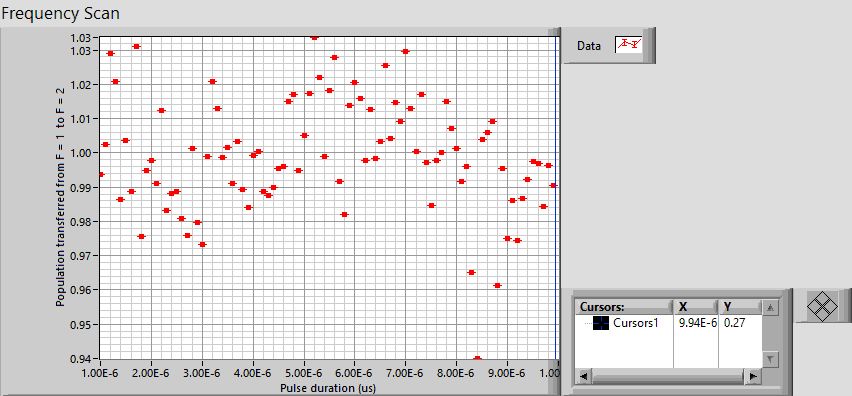 Frequency Scan
Data
Population transferred from F = 1 to F = 2
1.03
1.03
1.02
1.01
1.00
0.99
0.98
0.97
0.96
0.95
0.94
1.00E-6 2.00E-6 3.00E-6 4.00E-6 5.00E-6 6.00E-6 7.00E-6 8.00E-6 9.00E-6 1.00
Pulse duration (us)
Cursors: X Y
Cursors1 9.94E-6 0.27